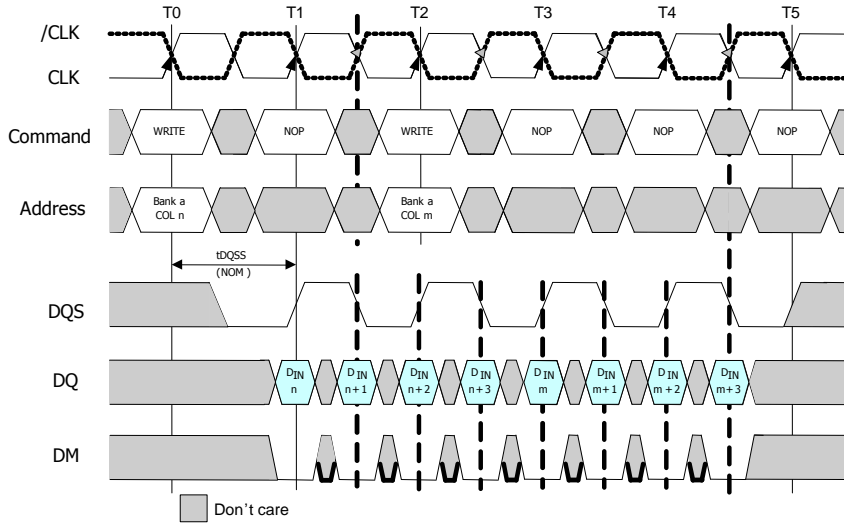 T0 T1 T2 T3 T4 T5
/CLK
CLK
Command WRITE NOP WRITE NOP NOP NOP
Address Bank a COL n Bank a COL m
tDQSS
(NOM )
DQS
DQ DIN n DIN n+1 DIN n+2 DIN n+3 DIN m DIN m+1 DIN m+2 DIN m+3
DM
Don't care